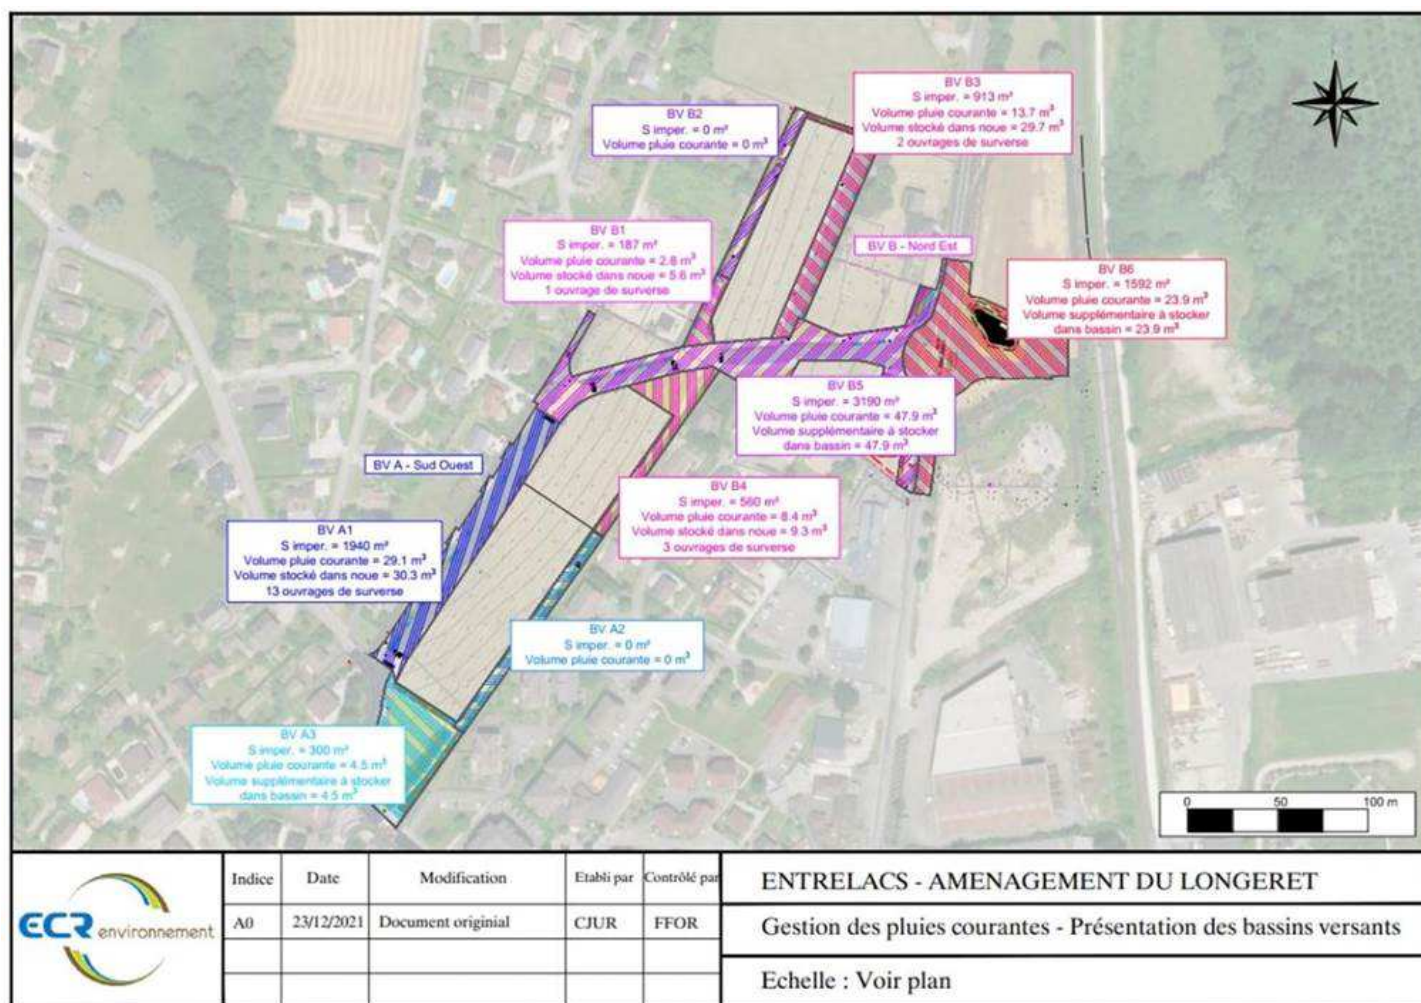 BV B3
S imper. = 913 m²
Volume pluie courante = 13.7 m³
Volume stocké dans noue = 29.7 m³
2 ouvrages de surverse
BV B2
S imper. = 0 m²
Volume pluie courante = 0 m³
BV B1
S imper. = 187 m²
Volume pluie courante = 2.8 m³
Volume stocké dans noue = 5.6 m³
1 ouvrage de surverse
BV B - Nord Est
BV B6
S imper. = 1592 m²
Volume pluie courante = 23.9 m³
Volume supplémentaire à stocker
dans bassin = 23.9 m³
BV B5
S imper. = 3190 m²
Volume pluie courante = 47.9 m³
Volume supplémentaire à stocker
dans bassin = 47.9 m³
BV A - Sud Ouest
BV B4
S imper. = 560 m²
Volume pluie courante = 8.4 m³
Volume stocké dans noue = 9.3 m³
3 ouvrages de surverse
BV A1
S imper. = 1940 m²
Volume pluie courante = 29.1 m³
Volume stocké dans noue = 30.3 m³
13 ouvrages de surverse
BV A2
S imper. = 0 m²
Volume pluie courante = 0 m³
BV A3
S imper. = 300 m²
Volume pluie courante = 4.5 m³
Volume supplémentaire à stocker
dans bassin = 4.5 m³
0 50 100 m
ECR environnement
Indice Date Modification Etabli par Contrôlé par
A0 23/12/2021 Document originial CJUR FFOR
ENTRELACS - AMENAGEMENT DU LONGERET
Gestion des pluies courantes - Présentation des bassins versants
Echelle : Voir plan